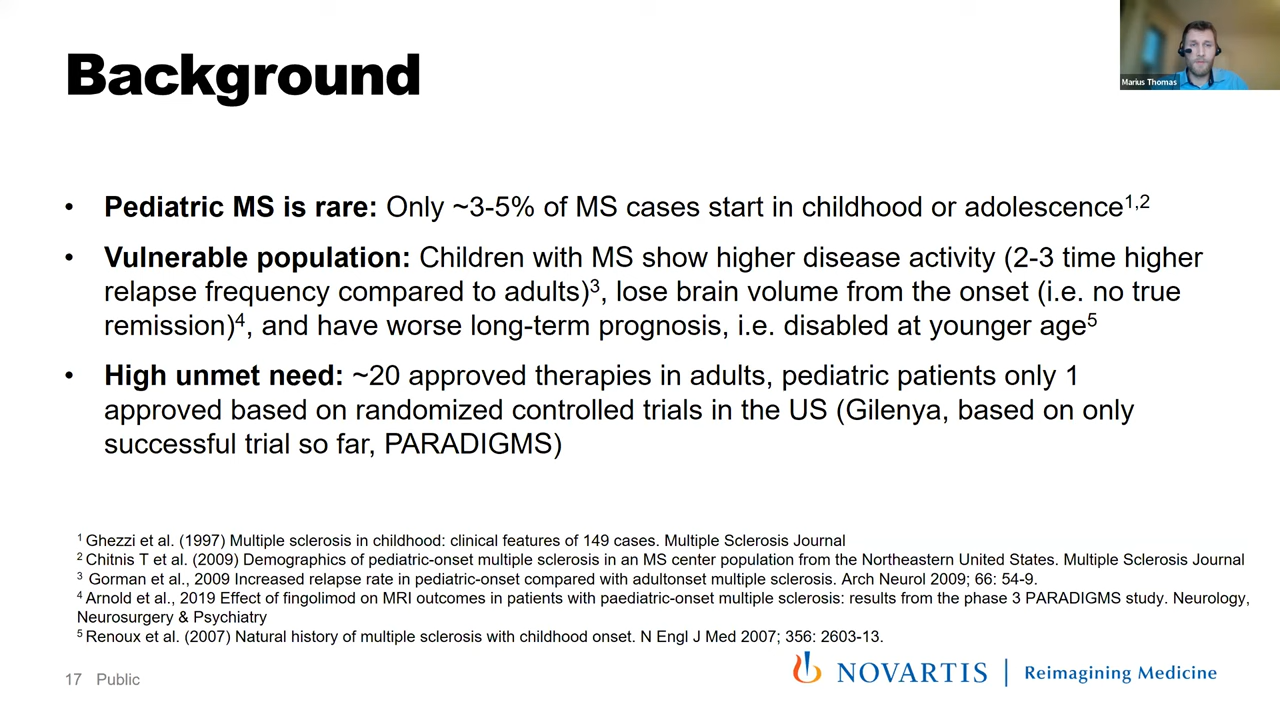 Background
Marius Thomas
• Pediatric MS is rare: Only ~3-5% of MS cases start in childhood or adolescence1,2
• Vulnerable population: Children with MS show higher disease activity (2-3 time higher
relapse frequency compared to adults)3, lose brain volume from the onset (i.e. no true
remission)4, and have worse long-term prognosis, i.e. disabled at younger age5
• High unmet need: ~20 approved therapies in adults, pediatric patients only 1
approved based on randomized controlled trials in the US (Gilenya, based on only
successful trial so far, PARADIGMS)
1 Ghezzi et al. (1997) Multiple sclerosis in childhood: clinical features of 149 cases. Multiple Sclerosis Journal
2 Chitnis T et al. (2009) Demographics of pediatric-onset multiple sclerosis in an MS center population from the Northeastern United States. Multiple Sclerosis Journal
3 Gorman et al., 2009 Increased relapse rate in pediatric-onset compared with adultonset multiple sclerosis. Arch Neurol 2009; 66: 54-9.
4 Arnold et al., 2019 Effect of fingolimod on MRI outcomes in patients with paediatric-onset multiple sclerosis: results from the phase 3 PARADIGMS study. Neurology,
Neurosurgery & Psychiatry
5 Renoux et al. (2007) Natural history of multiple sclerosis with childhood onset. N Engl J Med 2007; 356: 2603-13.
17 Public
NOVARTIS | Reimagining Medicine